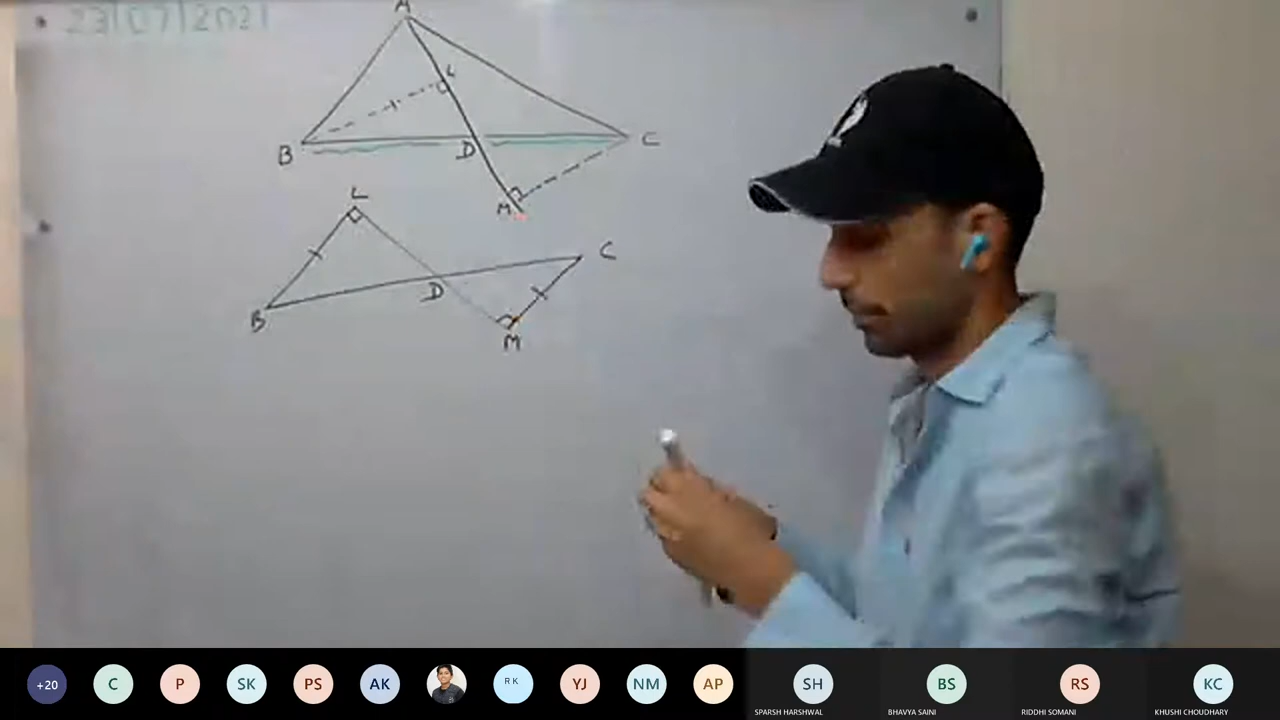 23/07/2021
A
L
B
D
C
M
L
C
D
B
M
+20
C
P
SK
PS
AK
RK
YJ
NM
AP
SH
BS
RS
KC
SPARSH HARSHWAL
BHAVYA SAINI
RIDDHI SOMANI
KHUSHI CHOUDHARY